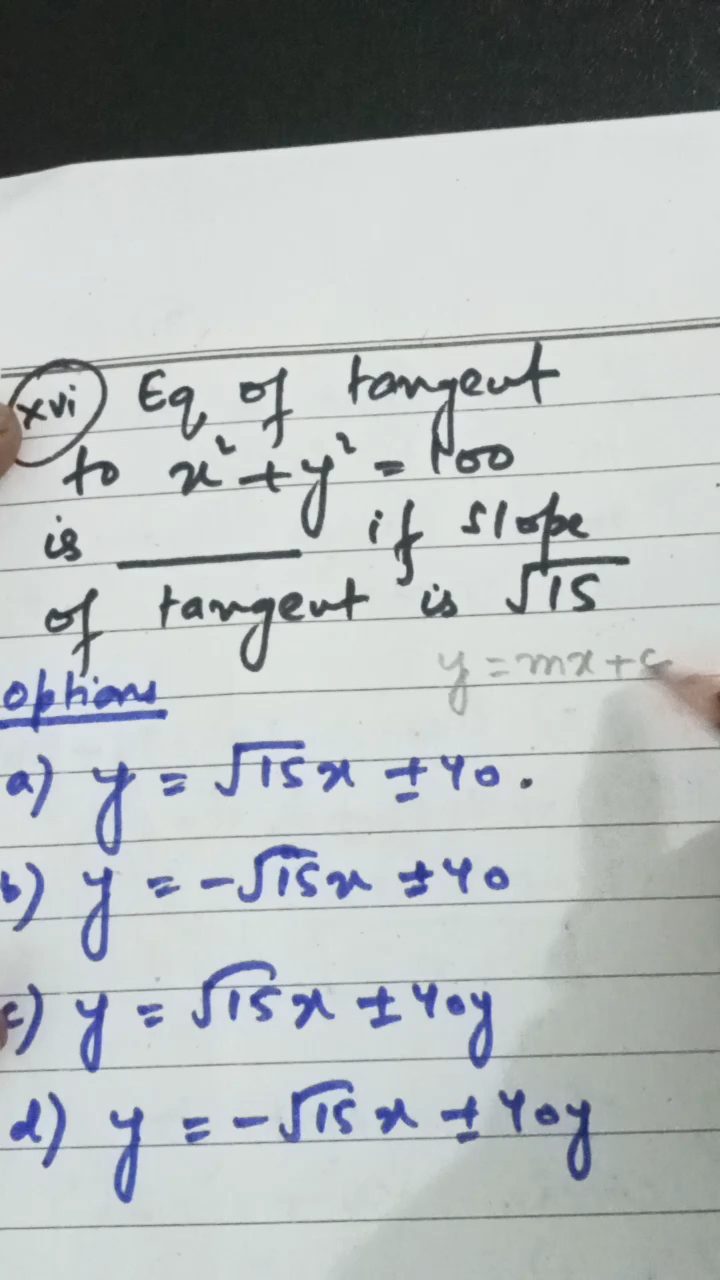 xvi Eq of tangent
to x² + y² = 100
is ______ if slope
of tangent is √15
y = mx + c
options
a) y = √15x ± 40.
b) y = -√15x ± 40
c) y = √15x ± 40y
d) y = -√15x ± 40y